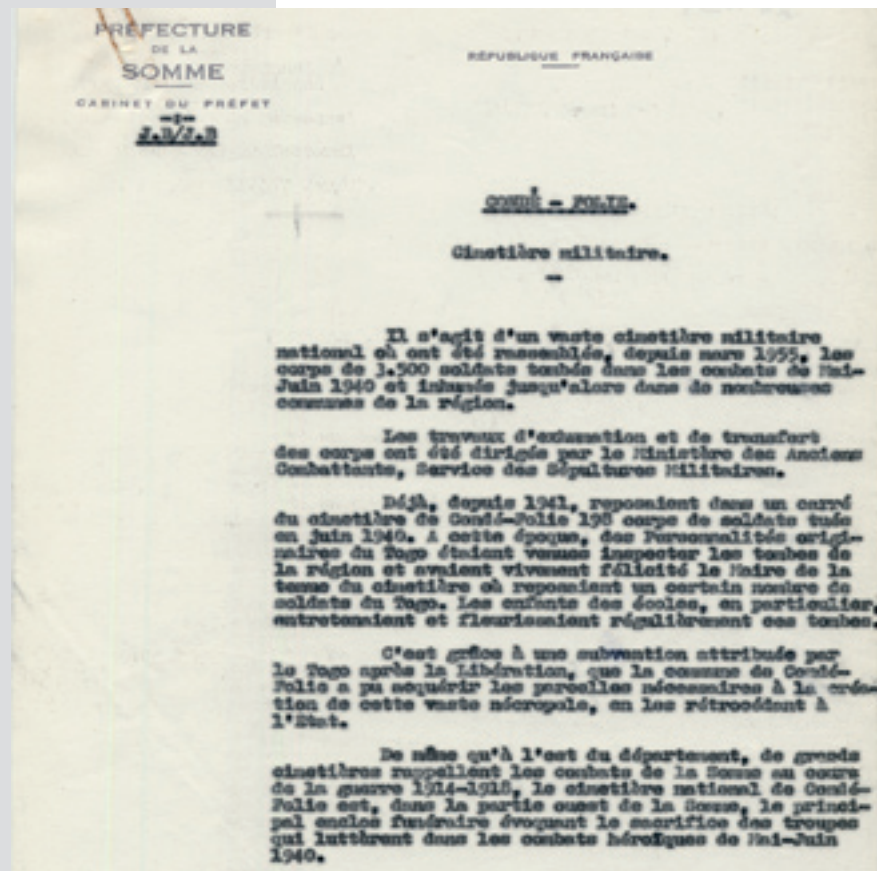 PRÉFECTURE
DE LA
SOMME
CABINET DU PRÉFET
J.B/J.B
RÉPUBLIQUE FRANÇAISE
CONDÉ - FOLIE.
Cimetière militaire.
Il s'agit d'un vaste cimetière militaire
national où ont été rassemblés, depuis mars 1955, les
corps de 3.500 soldats tombés dans les combats de Mai-
Juin 1940 et inhumés jusqu'alors dans de nombreuses
communes de la région.
Les travaux d'exhumation et de transfert
des corps ont été dirigés par le Ministère des Anciens
Combattants, Service des Sépultures Militaires.
Déjà, depuis 1941, reposaient dans un carré
du cimetière de Condé-Folie 198 corps de soldats tués
en juin 1940. A cette époque, des Personnalités origi-
naires du Togo étaient venues inspecter les tombes de
la région et avaient vivement félicité le Maire de la
tenue du cimetière où reposaient un certain nombre de
soldats du Togo. Les enfants des écoles, en particulier,
entretenaient et fleurissaient régulièrement ces tombes.
C'est grâce à une subvention attribuée par
le Togo après la Libération, que la commune de Condé-
Folie a pu acquérir les parcelles nécessaires à la créa-
tion de cette vaste nécropole, en les rétrocédant à
l'Etat.
De même qu'à l'est du département, de grands
cimetières rappellent les combats de la Somme au cours
de la guerre 1914-1918, le cimetière national de Condé-
Folie est, dans la partie ouest de la Somme, le princi-
pal enclos funéraire évoquant le sacrifice des troupes
qui luttèrent dans les combats héroïques de Mai-Juin
1940.